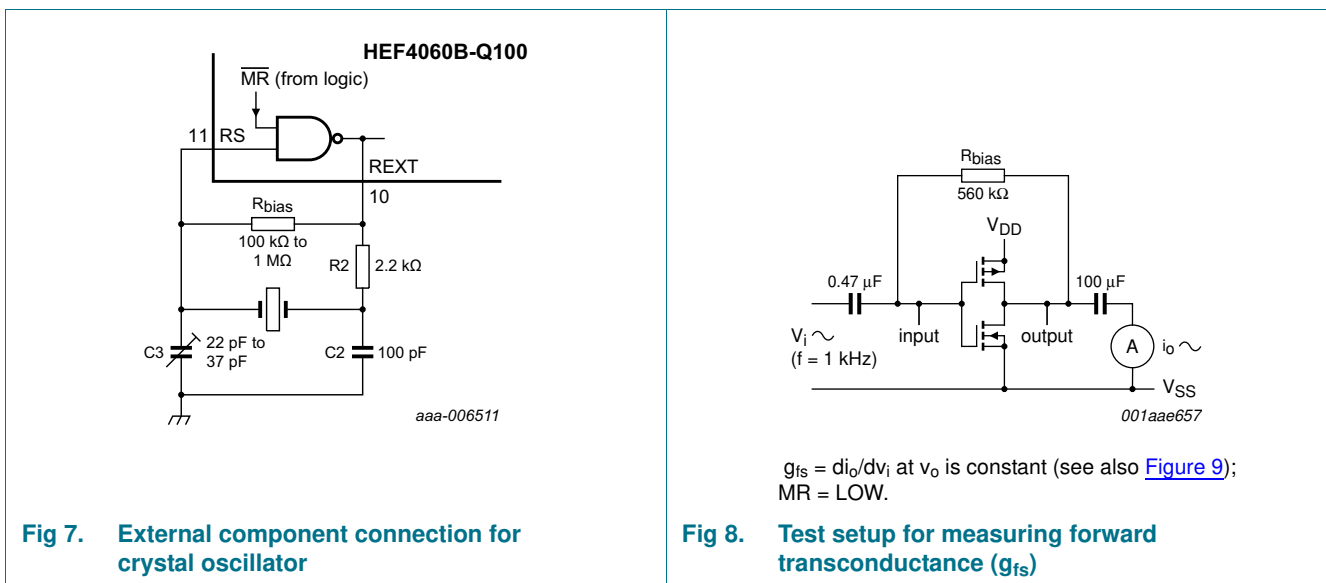 HEF4060B-Q100
MR (from logic)
11 RS
REXT
10
Rbias
100 kΩ to
1 MΩ
R2 2.2 kΩ
C3 22 pF to
37 pF
C2 100 pF
aaa-006511
Fig 7. External component connection for
crystal oscillator
Rbias
560 kΩ
VDD
0.47 μF
100 μF
input
output
Vi
(f = 1 kHz)
A
io
VSS
001aae657
gfs = dio/dvi at vo is constant (see also Figure 9);
MR = LOW.
Fig 8. Test setup for measuring forward
transconductance (gfs)